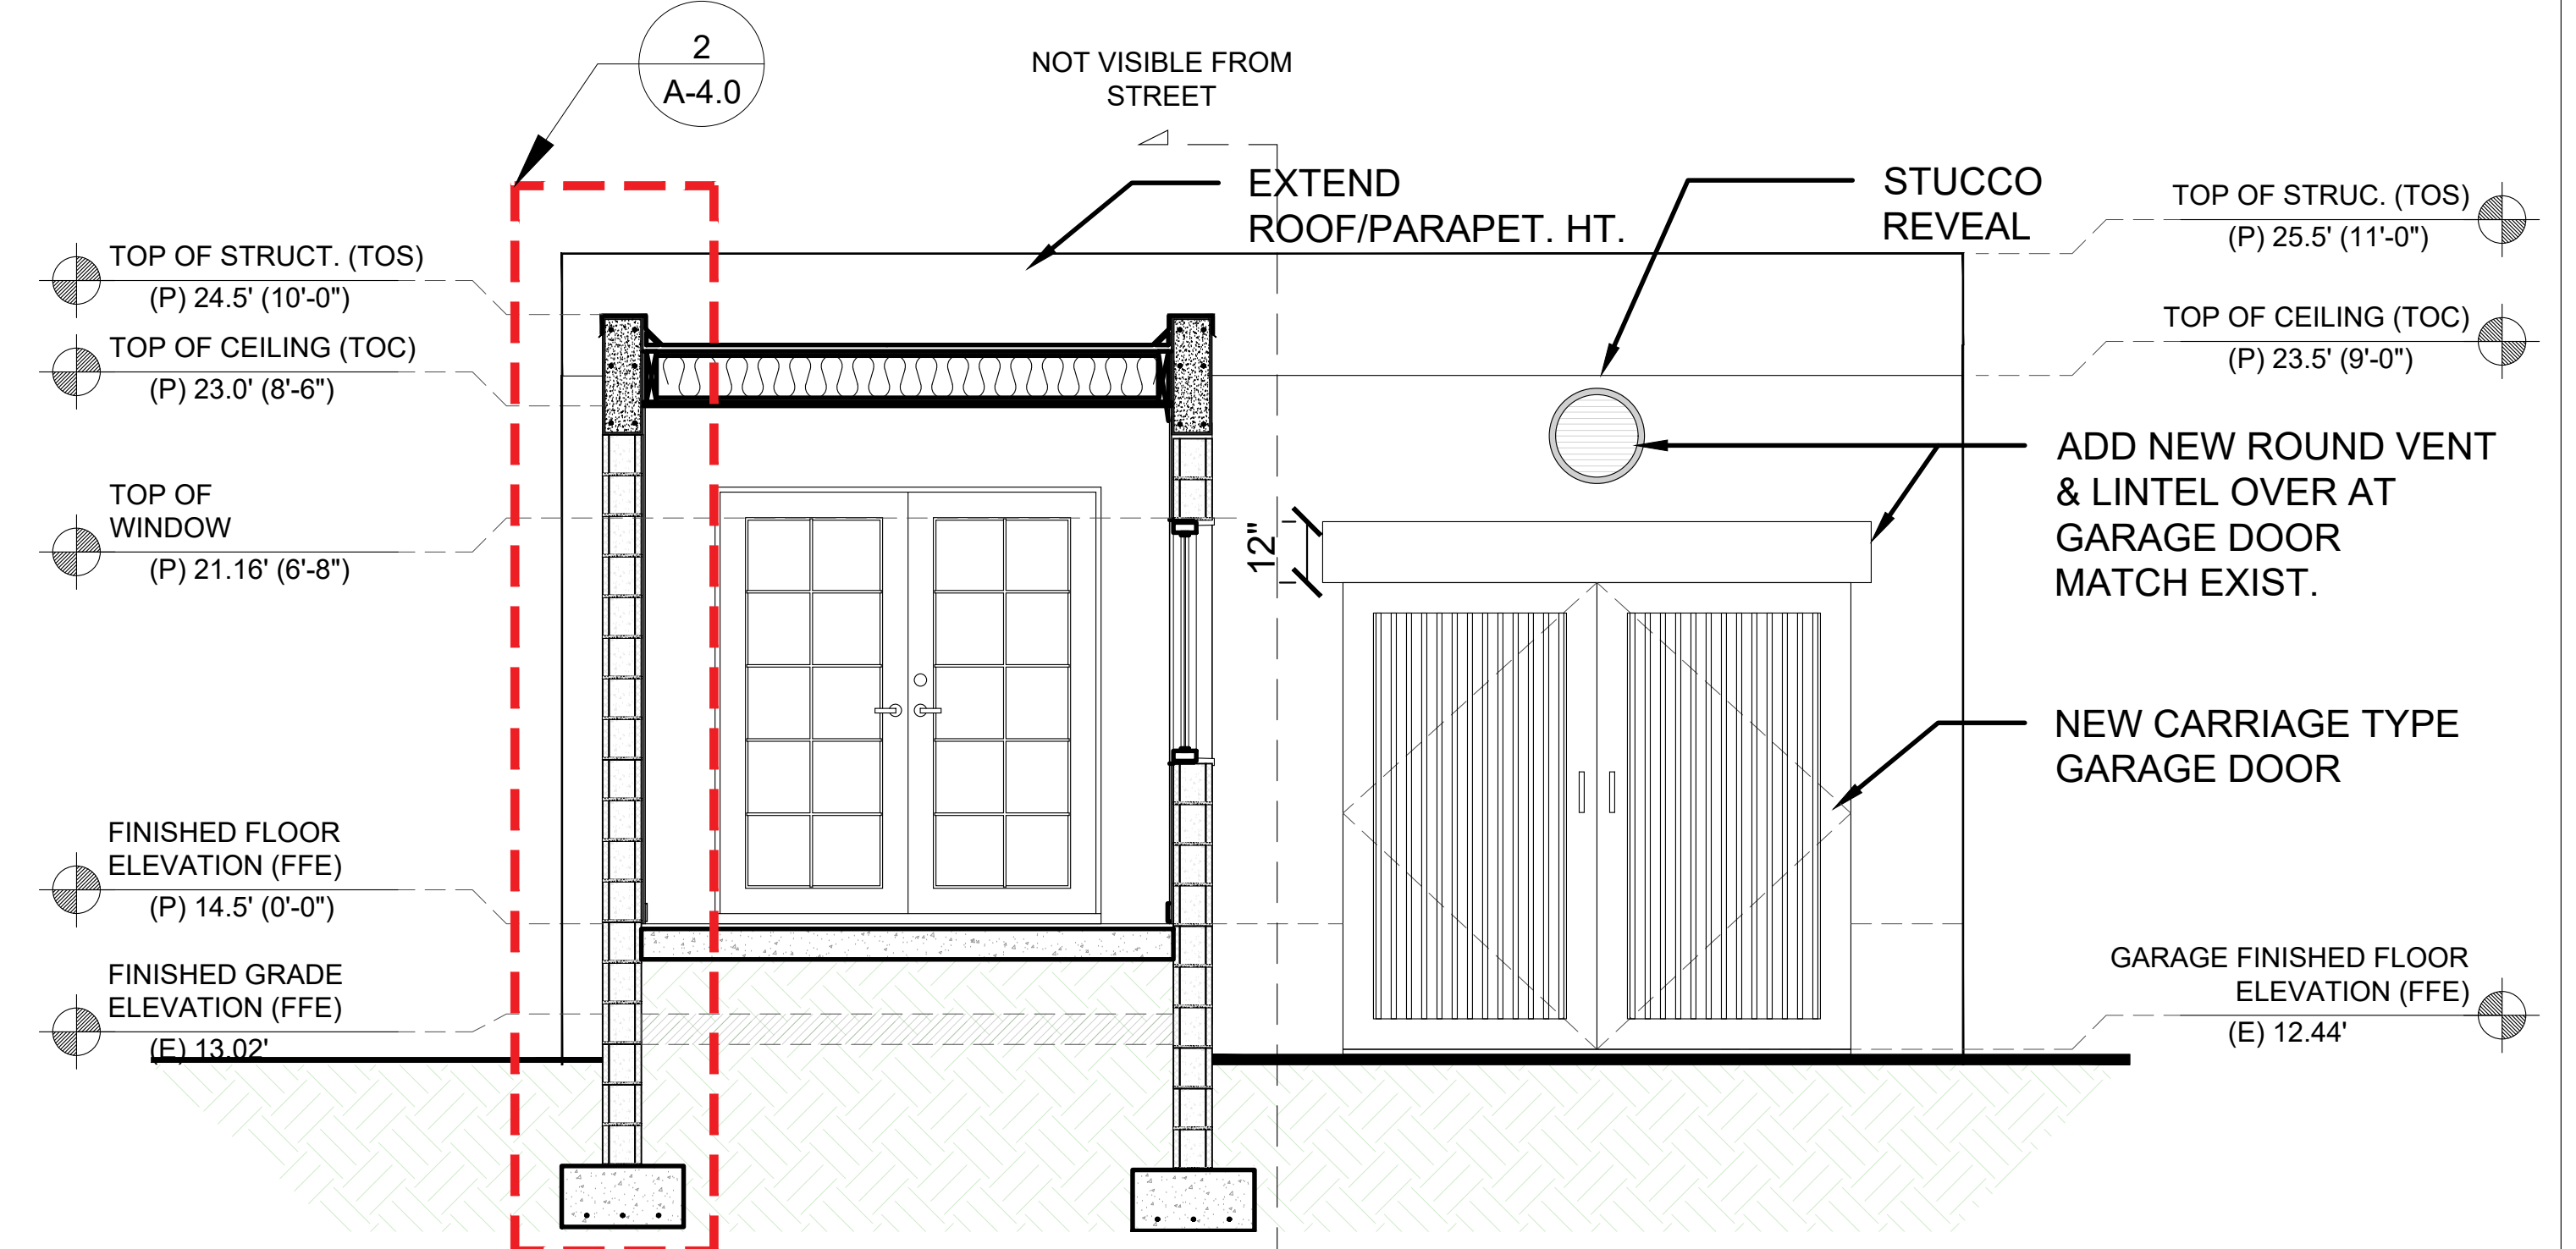 2
A-4.0
NOT VISIBLE FROM
STREET
EXTEND
ROOF/PARAPET. HT.
STUCCO
REVEAL
TOP OF STRUCT. (TOS)
(P) 24.5' (10'-0")
TOP OF CEILING (TOC)
(P) 23.0' (8'-6")
TOP OF
WINDOW
(P) 21.16' (6'-8")
FINISHED FLOOR
ELEVATION (FFE)
(P) 14.5' (0'-0")
FINISHED GRADE
ELEVATION (FFE)
(E) 13.02'
12"
TOP OF STRUC. (TOS)
(P) 25.5' (11'-0")
TOP OF CEILING (TOC)
(P) 23.5' (9'-0")
ADD NEW ROUND VENT
& LINTEL OVER AT
GARAGE DOOR
MATCH EXIST.
NEW CARRIAGE TYPE
GARAGE DOOR
GARAGE FINISHED FLOOR
ELEVATION (FFE)
(E) 12.44'